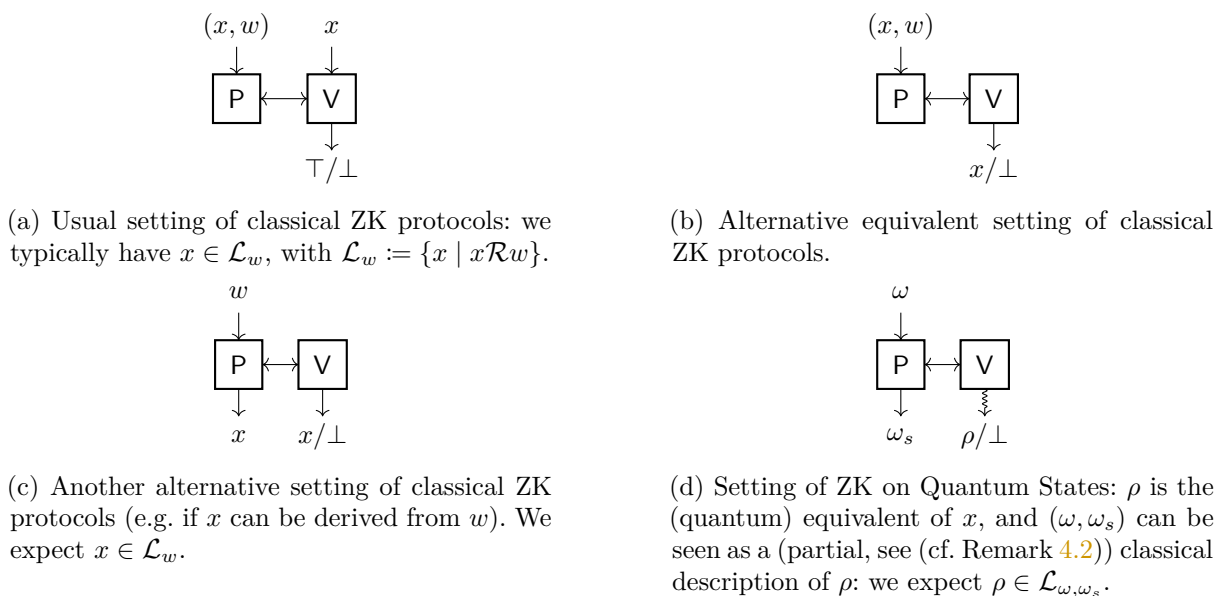 (x, w) x
P V
⊤/⊥
(a) Usual setting of classical ZK protocols: we
typically have x ∈ 𝓛_w, with 𝓛_w ≔ {x | x𝓡w}.
(x, w)
P V
x/⊥
(b) Alternative equivalent setting of classical
ZK protocols.
w
P V
x x/⊥
(c) Another alternative setting of classical ZK
protocols (e.g. if x can be derived from w). We
expect x ∈ 𝓛_w.
ω
P V
ω_s ρ/⊥
(d) Setting of ZK on Quantum States: ρ is the
(quantum) equivalent of x, and (ω, ω_s) can be
seen as a (partial, see (cf. Remark 4.2)) classical
description of ρ: we expect ρ ∈ 𝓛_{ω,ω_s}.